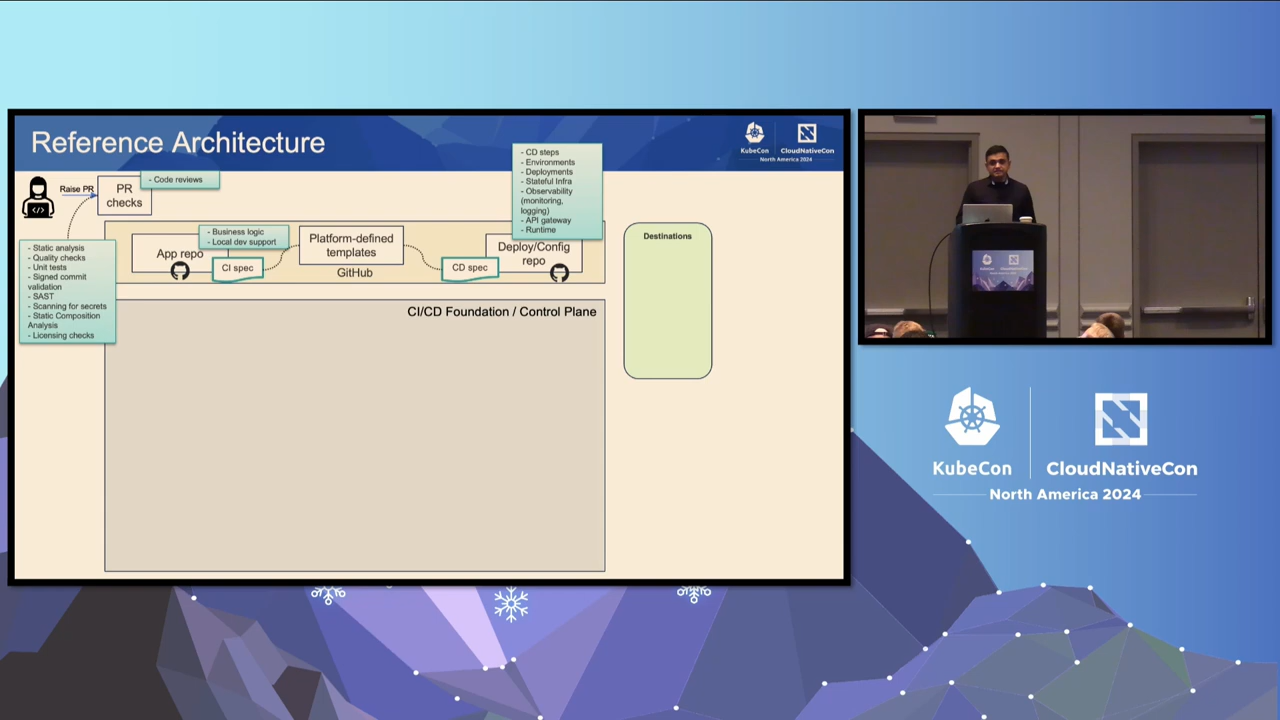 Reference Architecture
KubeCon
CloudNativeCon
North America 2024
Raise PR
PR
checks
- Code reviews
- CD steps
- Environments
- Deployments
- Stateful Infra
- Observability
(monitoring,
logging)
- API gateway
- Runtime
- Static analysis
- Quality checks
- Unit tests
- Signed commit
validation
- SAST
- Scanning for secrets
- Static Composition
Analysis
- Licensing checks
App repo
- Business logic
- Local dev support
CI spec
Platform-defined
templates
GitHub
CD spec
Deploy/Config
repo
Destinations
CI/CD Foundation / Control Plane
KubeCon
CloudNativeCon
North America 2024